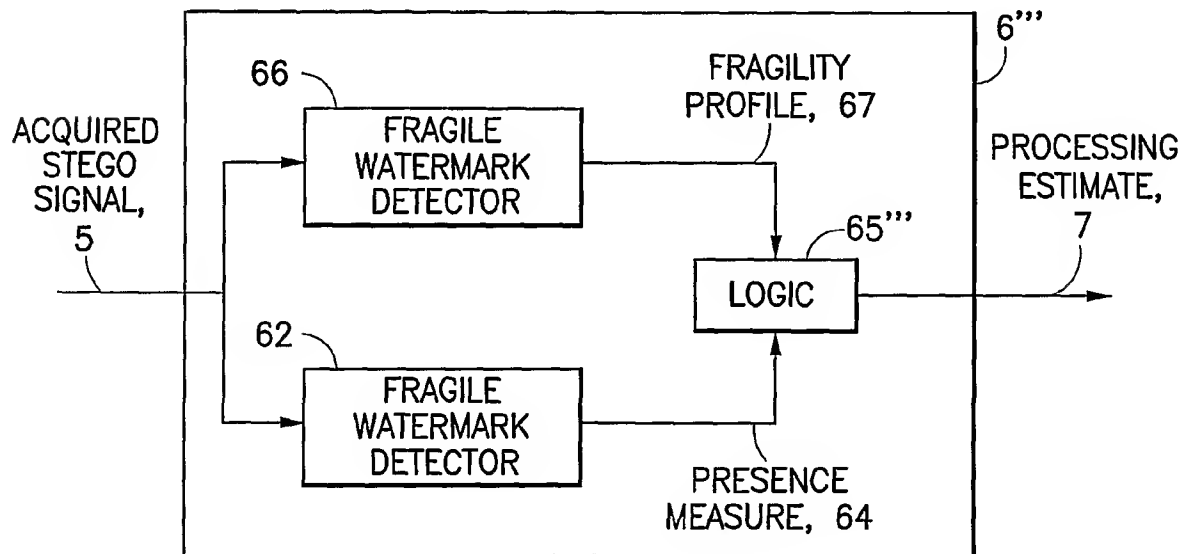 6'''
66
FRAGILE
WATERMARK
DETECTOR
FRAGILITY
PROFILE, 67
ACQUIRED
STEGO
SIGNAL,
5
PROCESSING
ESTIMATE,
7
65'''
LOGIC
62
FRAGILE
WATERMARK
DETECTOR
PRESENCE
MEASURE, 64